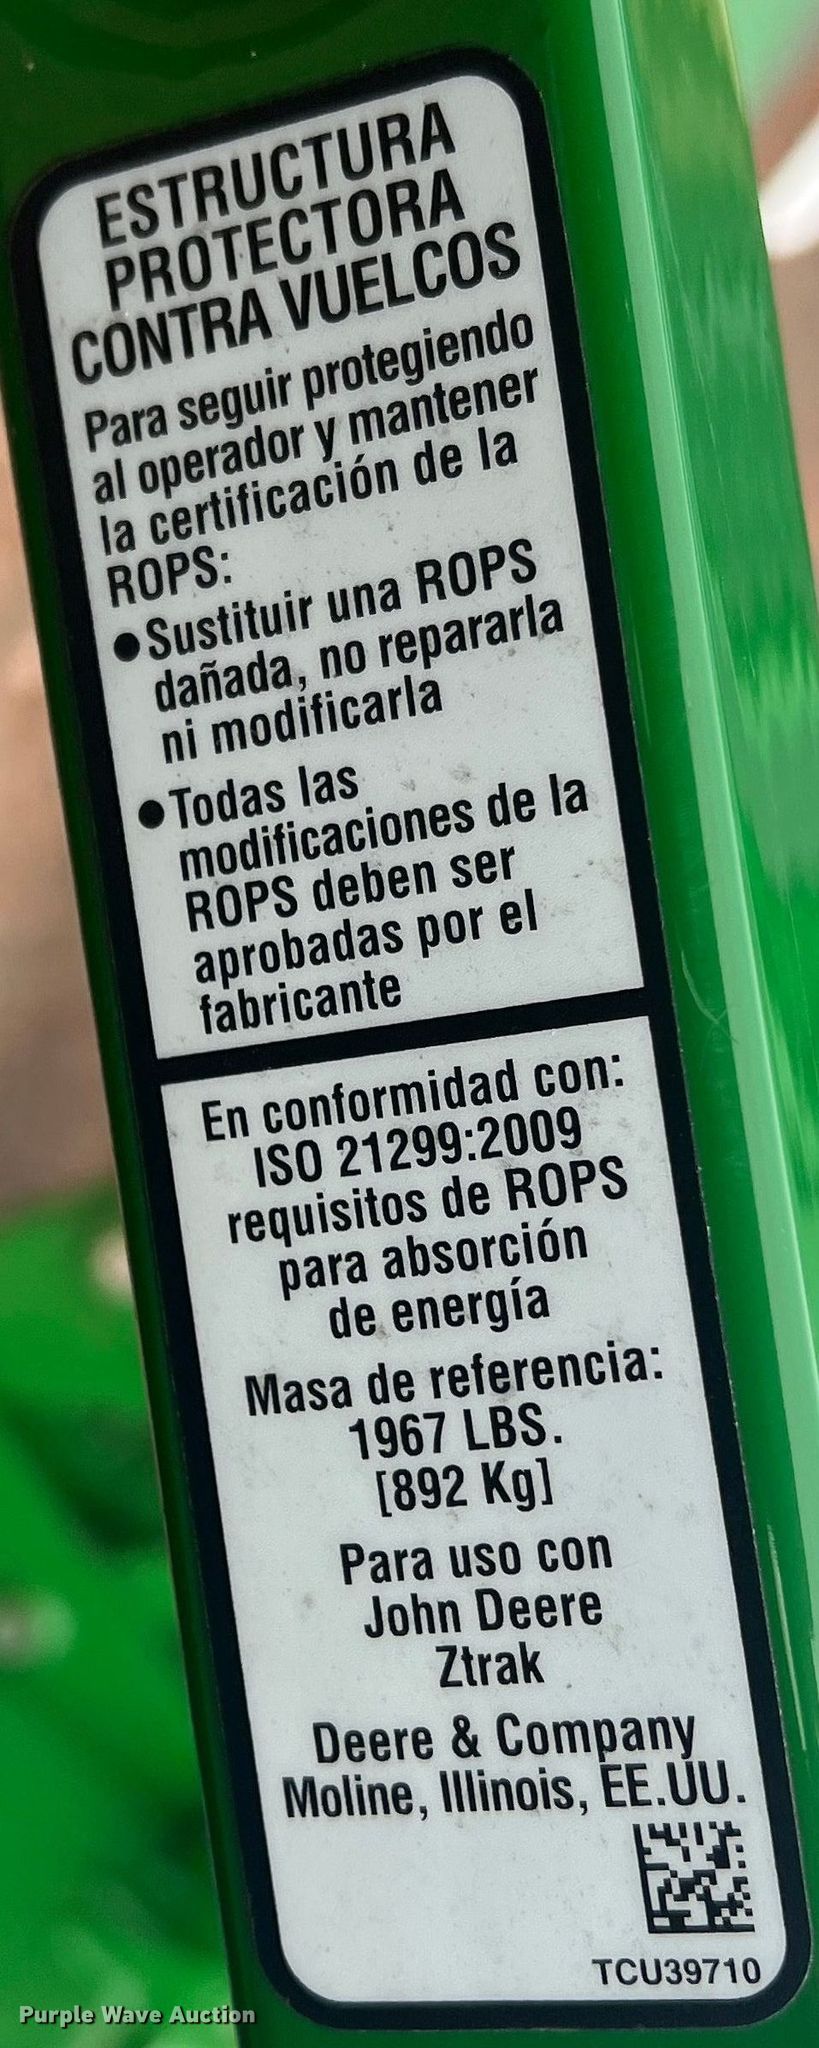 ESTRUCTURA
PROTECTORA
CONTRA VUELCOS
Para seguir protegiendo
al operador y mantener
la certificación de la
ROPS:
●Sustituir una ROPS
dañada, no repararla
ni modificarla
●Todas las
modificaciones de la
ROPS deben ser
aprobadas por el
fabricante
En conformidad con:
ISO 21299:2009
requisitos de ROPS
para absorción
de energía
Masa de referencia:
1967 LBS.
[892 Kg]
Para uso con
John Deere
Ztrak
Deere & Company
Moline, Illinois, EE.UU.
TCU39710
Purple Wave Auction